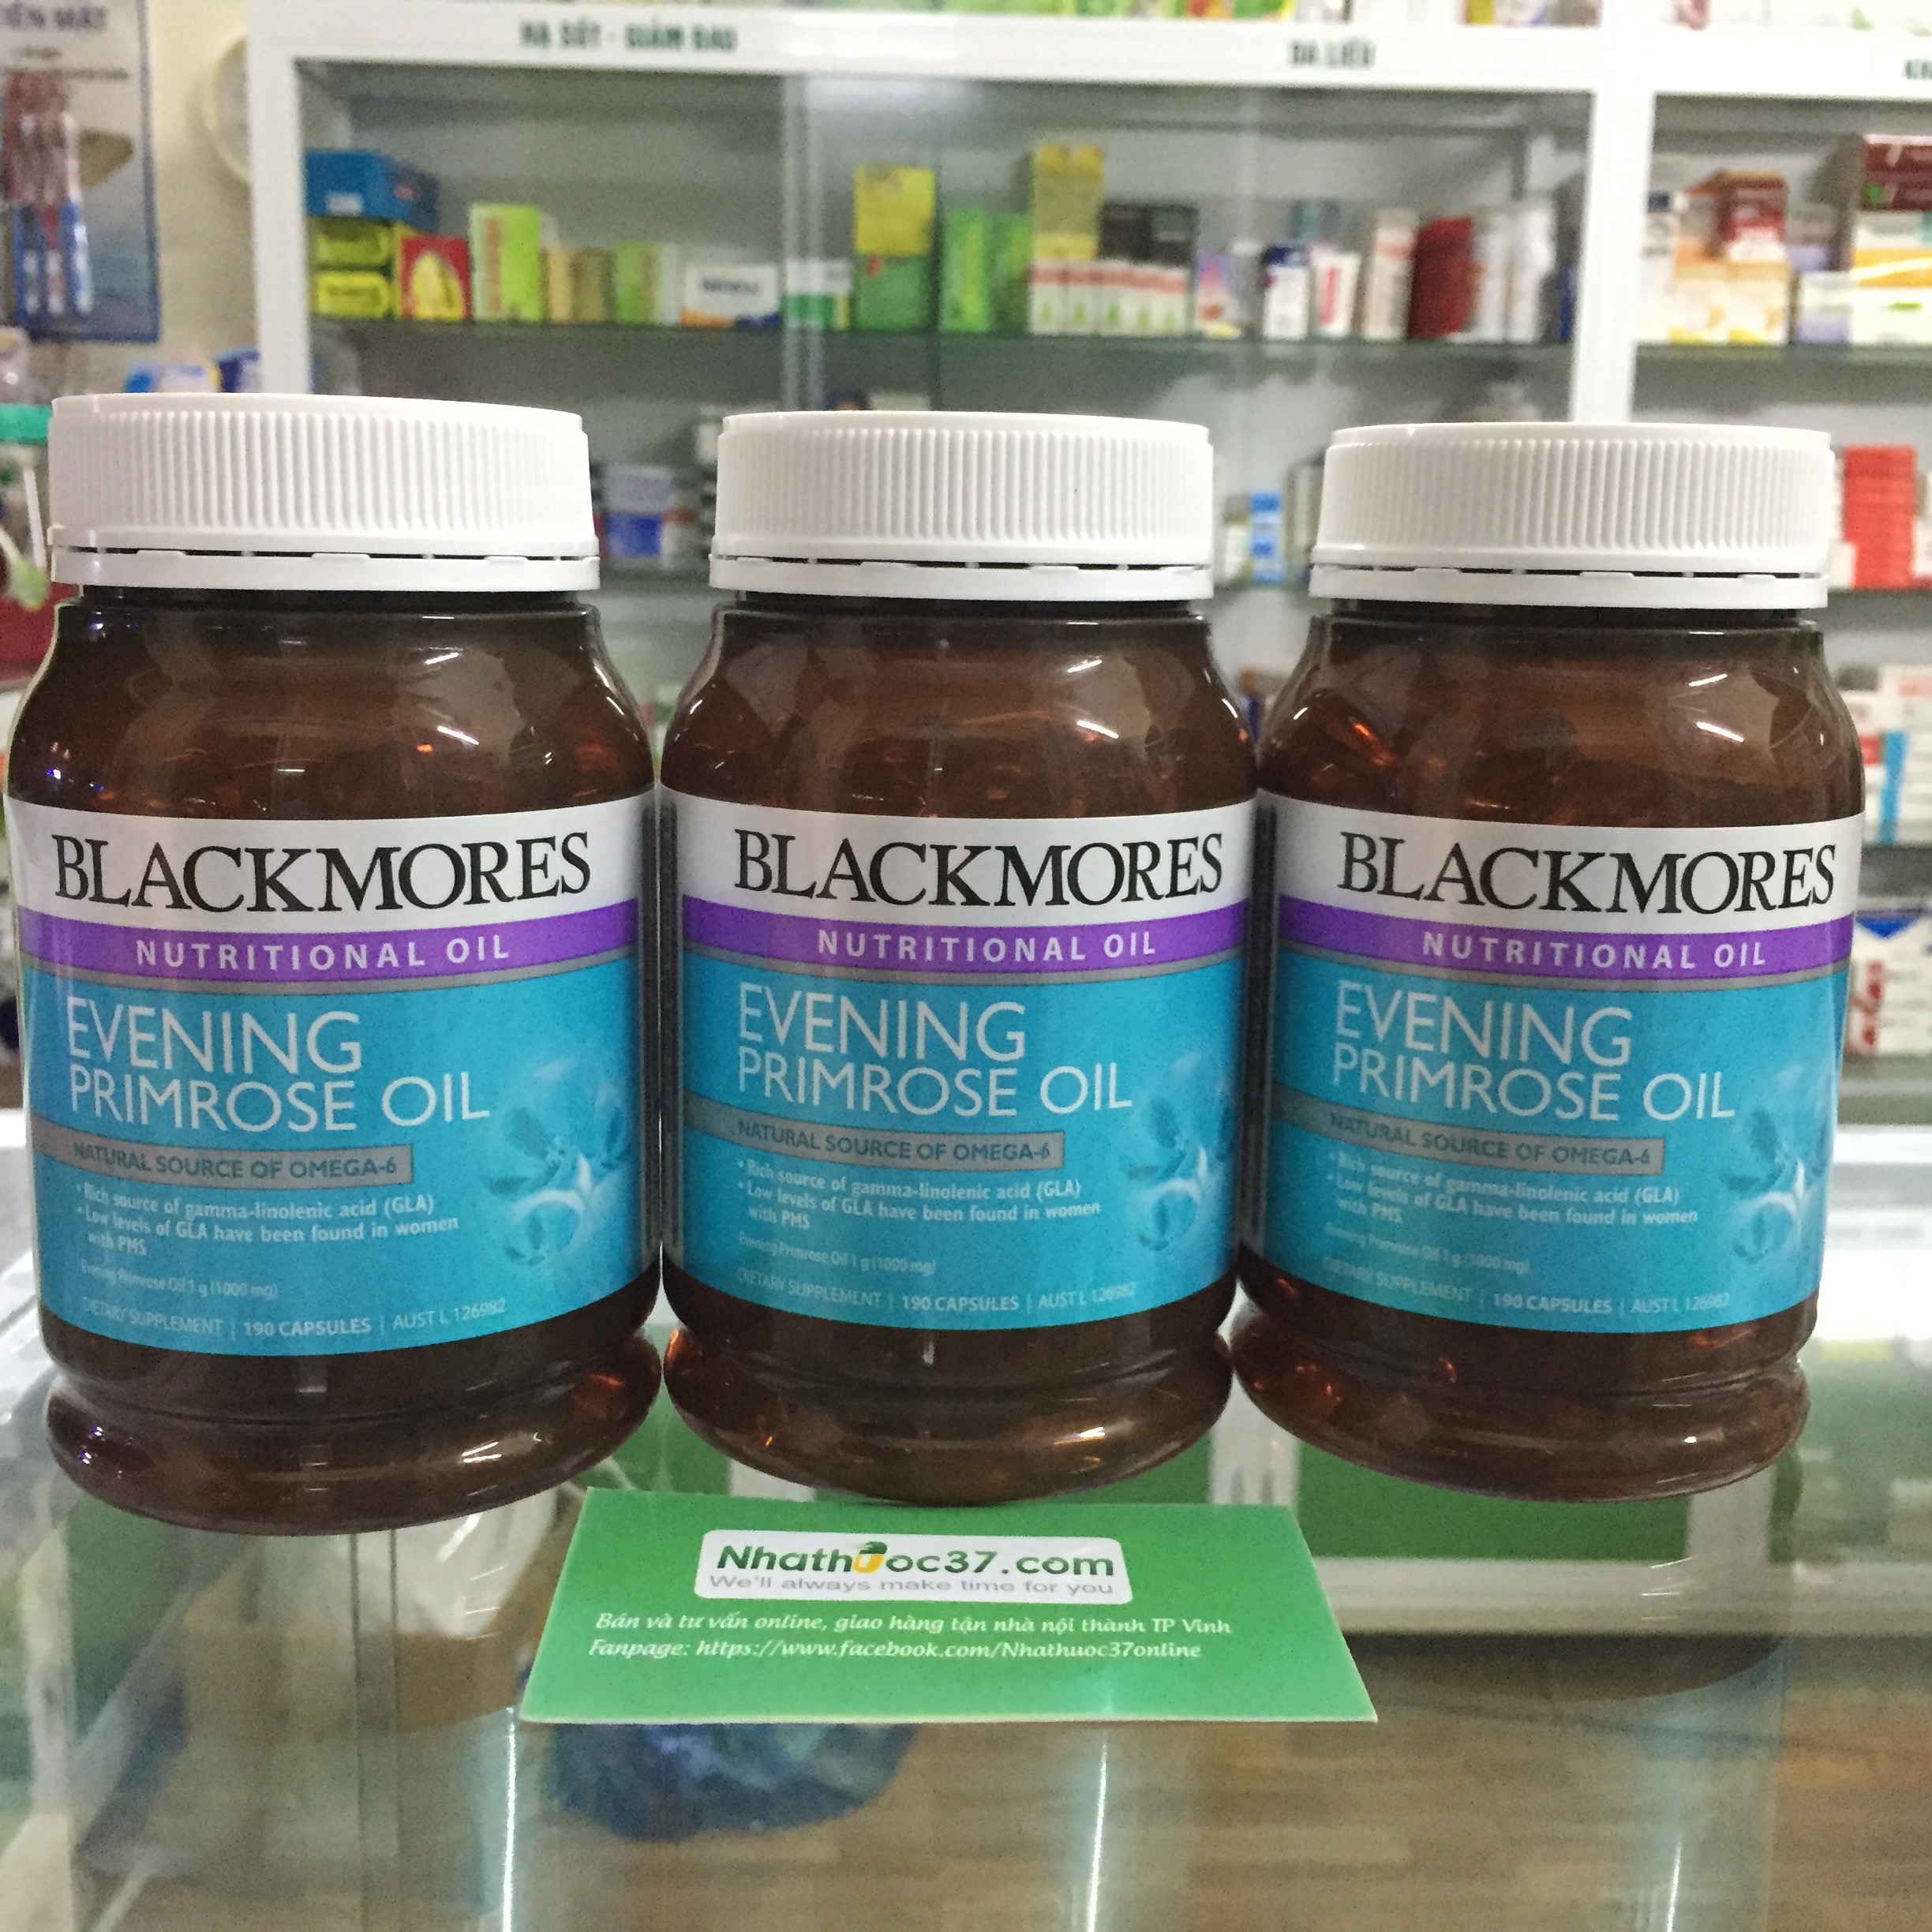 HẠ SỐT - GIẢM ĐAU
DA LIỄU
BLACKMORES
NUTRITIONAL OIL
EVENING
PRIMROSE OIL
NATURAL SOURCE OF OMEGA-6
• Rich source of gamma-linolenic acid (GLA)
• Low levels of GLA have been found in women
with PMS
Evening Primrose Oil 1 g (1000 mg)
DIETARY SUPPLEMENT | 190 CAPSULES | AUST L 126982
BLACKMORES
NUTRITIONAL OIL
EVENING
PRIMROSE OIL
NATURAL SOURCE OF OMEGA-6
• Rich source of gamma-linolenic acid (GLA)
• Low levels of GLA have been found in women
with PMS
Evening Primrose Oil 1 g (1000 mg)
DIETARY SUPPLEMENT | 190 CAPSULES | AUST L 126982
BLACKMORES
NUTRITIONAL OIL
EVENING
PRIMROSE OIL
NATURAL SOURCE OF OMEGA-6
• Rich source of gamma-linolenic acid (GLA)
• Low levels of GLA have been found in women
with PMS
Evening Primrose Oil 1 g (1000 mg)
DIETARY SUPPLEMENT | 190 CAPSULES | AUST L 126982
Nhathuoc37.com
We'll always make time for you
Bán và tư vấn online, giao hàng tận nhà nội thành TP Vinh
Fanpage: https://www.facebook.com/Nhathuoc37online